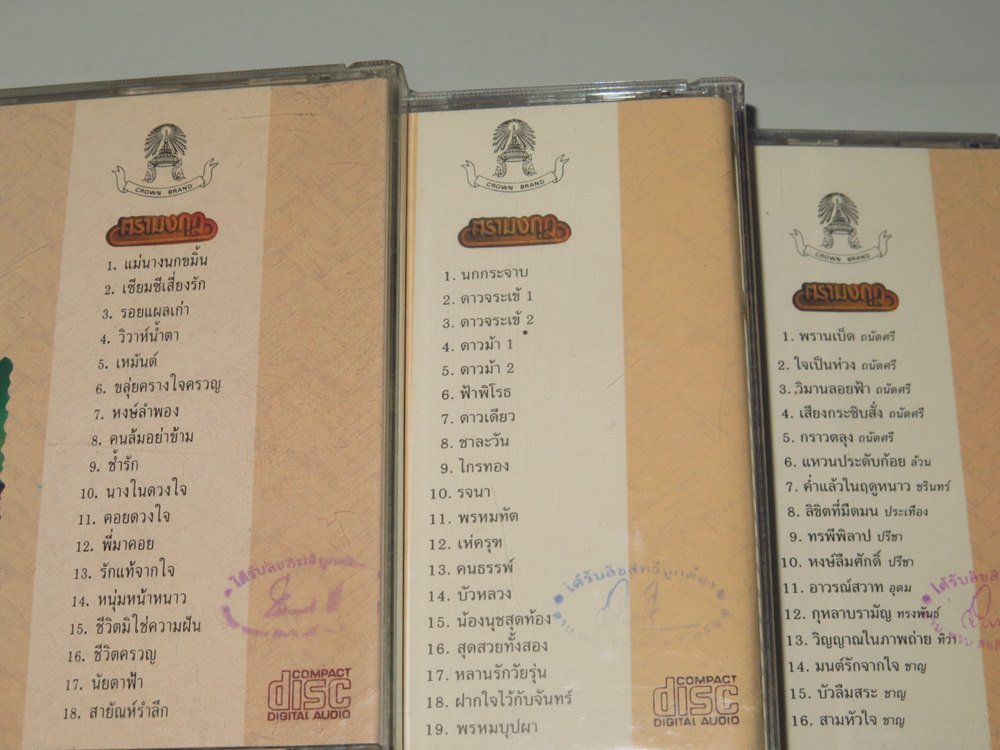 CROWN BRAND
ตรามงกุฎ
1. แม่นางนกขมิ้น
2. เซียมซีเสี่ยงรัก
3. รอยแผลเก่า
4. วิวาห์น้ำตา
5. เหมันต์
6. ขลุ่ยครางใจครวญ
7. หงษ์ลำพอง
8. คนล้มอย่าข้าม
9. ช้ำรัก
10. นางในดวงใจ
11. คอยดวงใจ
12. พี่มาคอย
13. รักแท้จากใจ
14. หนุ่มหน้าหนาว
15. ชีวิตมิใช่ความฝัน
16. ชีวิตครวญ
17. นัยตาฟ้า
18. สายัณห์รำลึก
COMPACT
disc
DIGITAL AUDIO
CROWN BRAND
ตรามงกุฎ
1. นกกระจาบ
2. ดาวจระเข้ 1
3. ดาวจระเข้ 2
4. ดาวม้า 1
5. ดาวม้า 2
6. ฟ้าพิโรธ
7. ดาวเดียว
8. ชาละวัน
9. ไกรทอง
10. รจนา
11. พรหมทัต
12. เห่ครุฑ
13. คนธรรพ์
14. บัวหลวง
15. น้องนุชสุดท้อง
16. สุดสวยทั้งสอง
17. หลานรักวัยรุ่น
18. ฝากใจไว้กับจันทร์
19. พรหมบุปผา
ได้รับลิขสิทธิ์ถูกต้อง
COMPACT
disc
DIGITAL AUDIO
CROWN BRAND
ตรามงกุฎ
1. พรานเบ็ด ถนัดศรี
2. ใจเป็นห่วง ถนัดศรี
3. วิมานลอยฟ้า ถนัดศรี
4. เสียงกระซิบสั่ง ถนัดศรี
5. กราวตลุง ถนัดศรี
6. แหวนประดับก้อย ล้วน
7. ค่ำแล้วในฤดูหนาว ชรินทร์
8. ลิขิตที่มืดมน ประเทือง
9. ทรพีพิลาป ปรีชา
10. หงษ์ลืมศักดิ์ ปรีชา
11. อาวรณ์สวาท อุดม
12. กุหลาบรามัญ ทรงพันธ์
13. วิญญาณในภาพถ่าย ทิวา
14. มนต์รักจากใจ ชาญ
15. บัวลืมสระ ชาญ
16. สามหัวใจ ชาญ